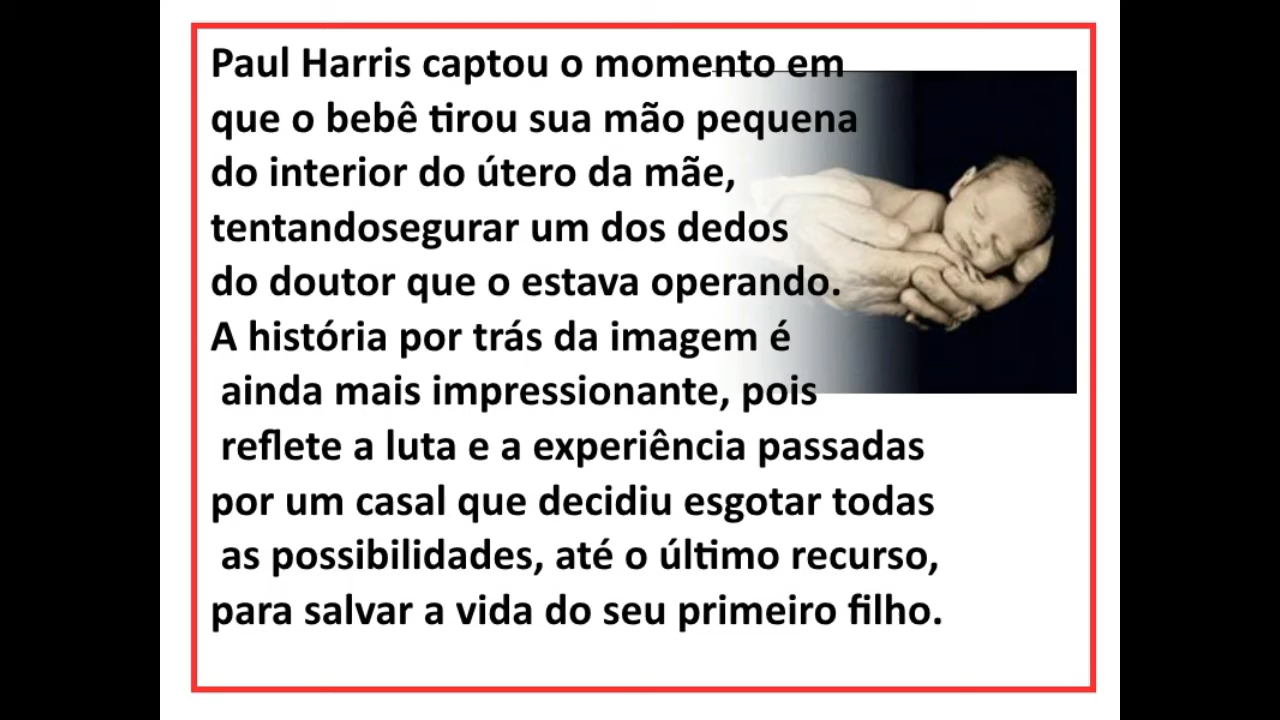 Paul Harris captou o momento em
que o bebê tirou sua mão pequena
do interior do útero da mãe,
tentandosegurar um dos dedos
do doutor que o estava operando.
A história por trás da imagem é
ainda mais impressionante, pois
reflete a luta e a experiência passadas
por um casal que decidiu esgotar todas
as possibilidades, até o último recurso,
para salvar a vida do seu primeiro filho.